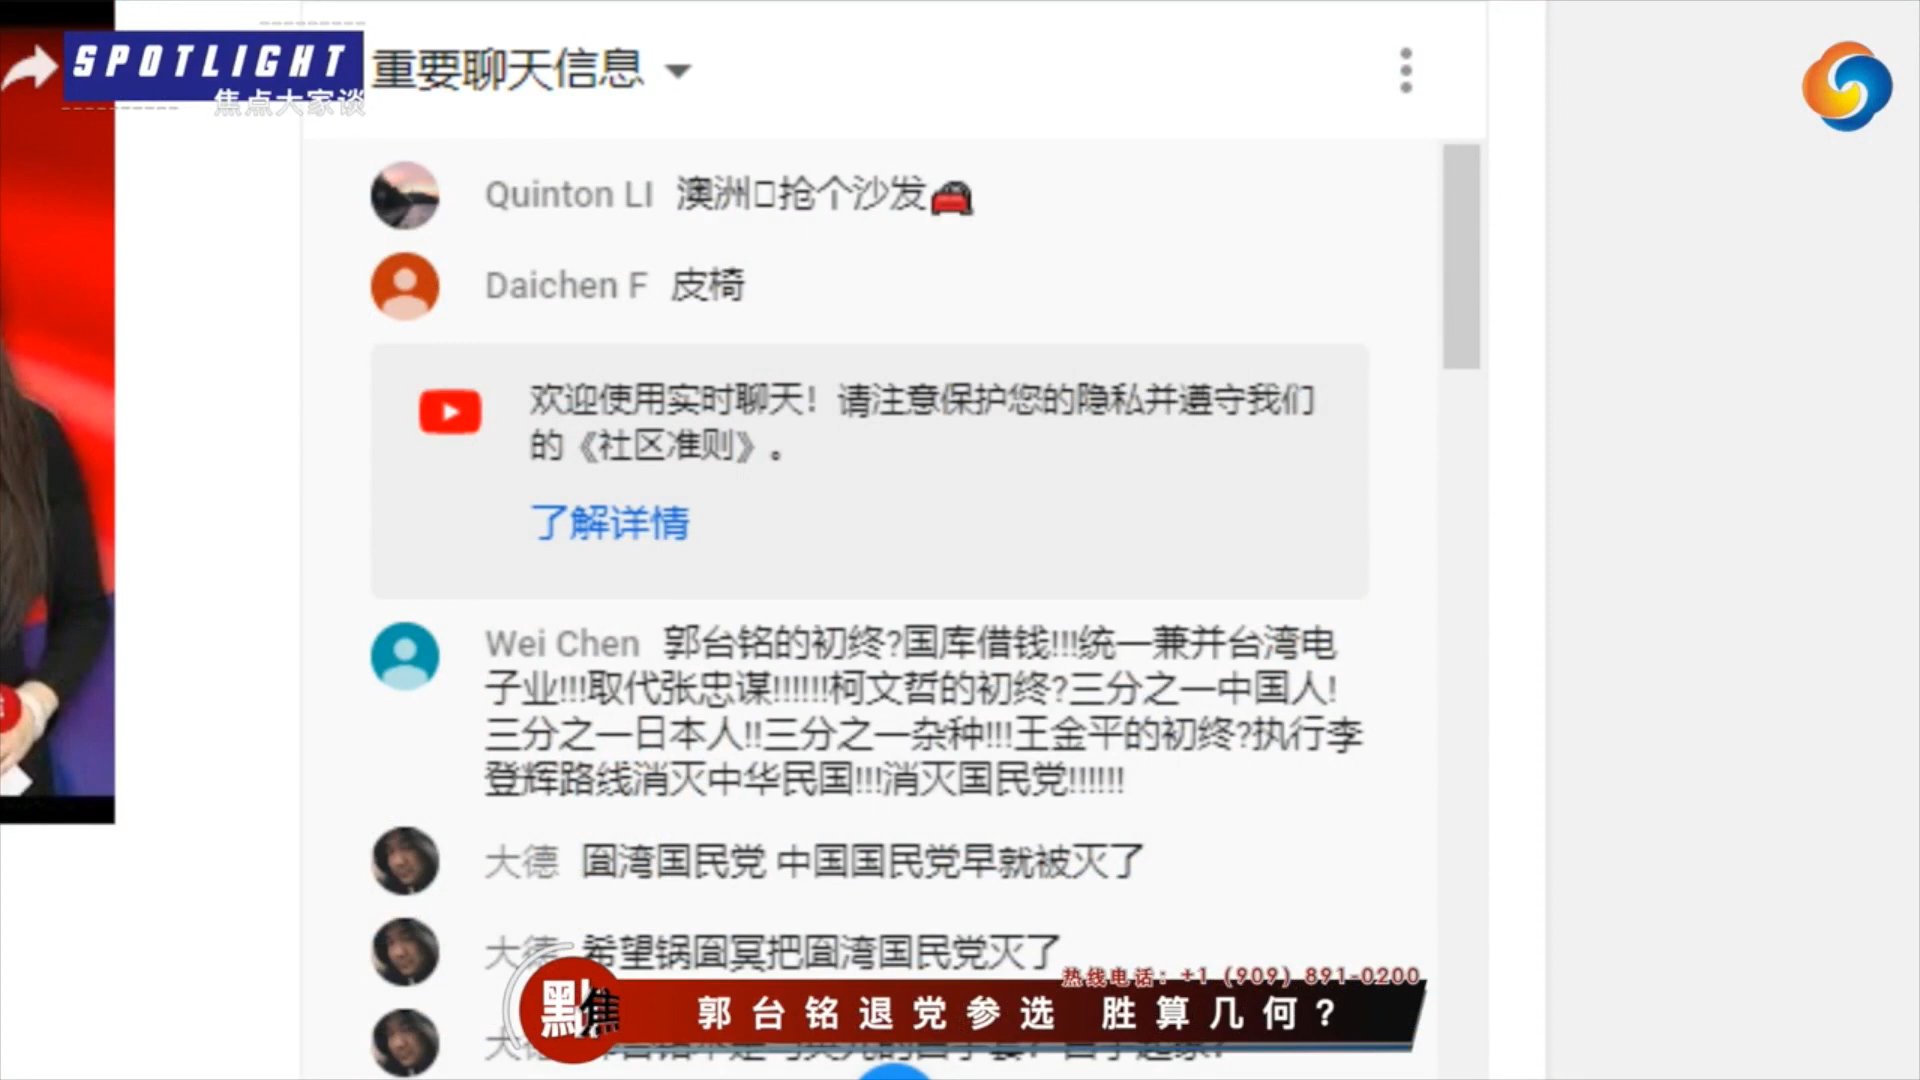 SPOTLIGHT
焦点大家谈
重要聊天信息
Quinton LI 澳洲抢个沙发
Daichen F 皮椅
欢迎使用实时聊天！请注意保护您的隐私并遵守我们
的《社区准则》。
了解详情
Wei Chen 郭台铭的初终?国库借钱!!!统一兼并台湾电
子业!!!取代张忠谋!!!!!!柯文哲的初终?三分之一中国人!
三分之一日本人!!三分之一杂种!!!王金平的初终?执行李
登辉路线消灭中华民国!!!消灭国民党!!!!!!
大德 囼湾国民党 中国国民党早就被灭了
大德 希望锅囼冥把囼湾国民党灭了
热线电话：+1 (909) 891-0200
點焦 郭台铭退党参选 胜算几何？